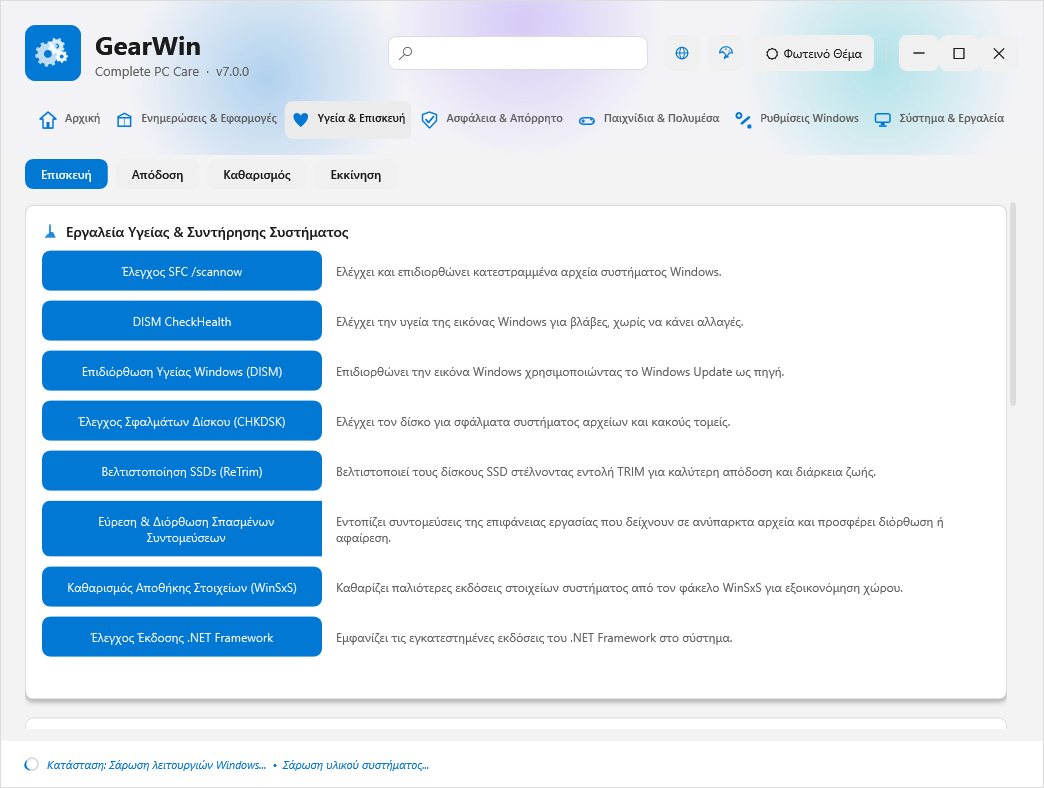 GearWin
Complete PC Care · v7.0.0
Φωτεινό Θέμα
Αρχική
Ενημερώσεις & Εφαρμογές
Υγεία & Επισκευή
Ασφάλεια & Απόρρητο
Παιχνίδια & Πολυμέσα
Ρυθμίσεις Windows
Σύστημα & Εργαλεία
Επισκευή
Απόδοση
Καθαρισμός
Εκκίνηση
Εργαλεία Υγείας & Συντήρησης Συστήματος
Έλεγχος SFC /scannow
Ελέγχει και επιδιορθώνει κατεστραμμένα αρχεία συστήματος Windows.
DISM CheckHealth
Ελέγχει την υγεία της εικόνας Windows για βλάβες, χωρίς να κάνει αλλαγές.
Επιδιόρθωση Υγείας Windows (DISM)
Επιδιορθώνει την εικόνα Windows χρησιμοποιώντας το Windows Update ως πηγή.
Έλεγχος Σφαλμάτων Δίσκου (CHKDSK)
Ελέγχει τον δίσκο για σφάλματα συστήματος αρχείων και κακούς τομείς.
Βελτιστοποίηση SSDs (ReTrim)
Βελτιστοποιεί τους δίσκους SSD στέλνοντας εντολή TRIM για καλύτερη απόδοση και διάρκεια ζωής.
Εύρεση & Διόρθωση Σπασμένων
Συντομεύσεων
Εντοπίζει συντομεύσεις της επιφάνειας εργασίας που δείχνουν σε ανύπαρκτα αρχεία και προσφέρει διόρθωση ή
αφαίρεση.
Καθαρισμός Αποθήκης Στοιχείων (WinSxS)
Καθαρίζει παλιότερες εκδόσεις στοιχείων συστήματος από τον φάκελο WinSxS για εξοικονόμηση χώρου.
Έλεγχος Έκδοσης .NET Framework
Εμφανίζει τις εγκατεστημένες εκδόσεις του .NET Framework στο σύστημα.
Κατάσταση: Σάρωση λειτουργιών Windows... • Σάρωση υλικού συστήματος...